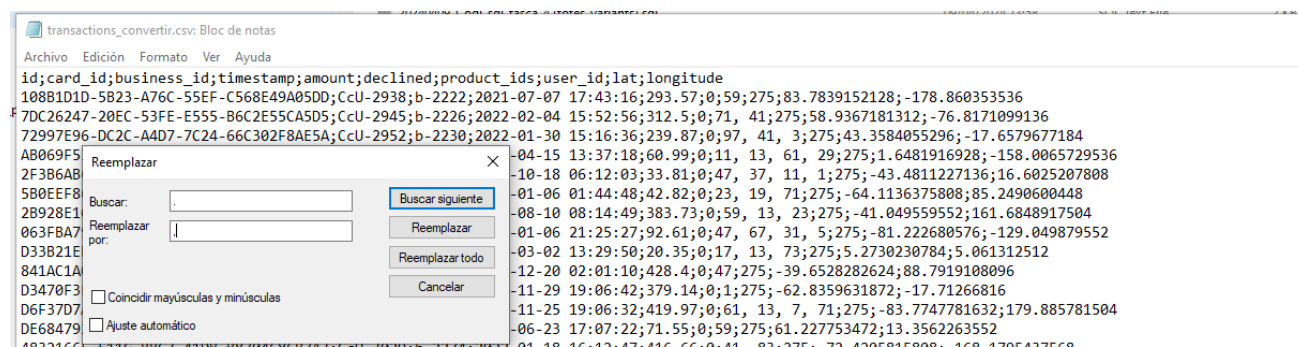 transactions_convertir.csv: Bloc de notas
Archivo Edición Formato Ver Ayuda
id;card_id;business_id;timestamp;amount;declined;product_ids;user_id;lat;longitude
108B1D1D-5B23-A76C-55EF-C568E49A05DD;CcU-2938;b-2222;2021-07-07 17:43:16;293.57;0;59;275;83.7839152128;-178.860353536
7DC26247-20EC-53FE-E555-B6C2E55CA5D5;CcU-2945;b-2226;2022-02-04 15:52:56;312.5;0;71, 41;275;58.9367181312;-76.8171099136
72997E96-DC2C-A4D7-7C24-66C302F8AE5A;CcU-2952;b-2230;2022-01-30 15:16:36;239.87;0;97, 41, 3;275;43.3584055296;-17.6579677184
AB069F5 -04-15 13:37:18;60.99;0;11, 13, 61, 29;275;1.6481916928;-158.0065729536
2F3B6AB -10-18 06:12:03;33.81;0;47, 37, 11, 1;275;-43.4811227136;16.6025207808
5B0EEF8 -01-06 01:44:48;42.82;0;23, 19, 71;275;-64.1136375808;85.2490600448
2B928E1 -08-10 08:14:49;383.73;0;59, 13, 23;275;-41.049559552;161.6848917504
063FBA7 -01-06 21:25:27;92.61;0;47, 67, 31, 5;275;-81.222680576;-129.049879552
D33B21E -03-02 13:29:50;20.35;0;17, 13, 73;275;5.2730230784;5.061312512
841AC1A -12-20 02:01:10;428.4;0;47;275;-39.6528282624;88.7919108096
D3470F3 -11-29 19:06:42;379.14;0;1;275;-62.8359631872;-17.71266816
D6F37D7 -11-25 19:06:32;419.97;0;61, 13, 7, 71;275;-83.7747781632;179.885781504
DE68479 -06-23 17:07:22;71.55;0;59;275;61.227753472;13.3562263552
Reemplazar
Buscar: .
Buscar siguiente
Reemplazar por: .
Reemplazar
Reemplazar todo
Cancelar
Coincidir mayúsculas y minúsculas
Ajuste automático